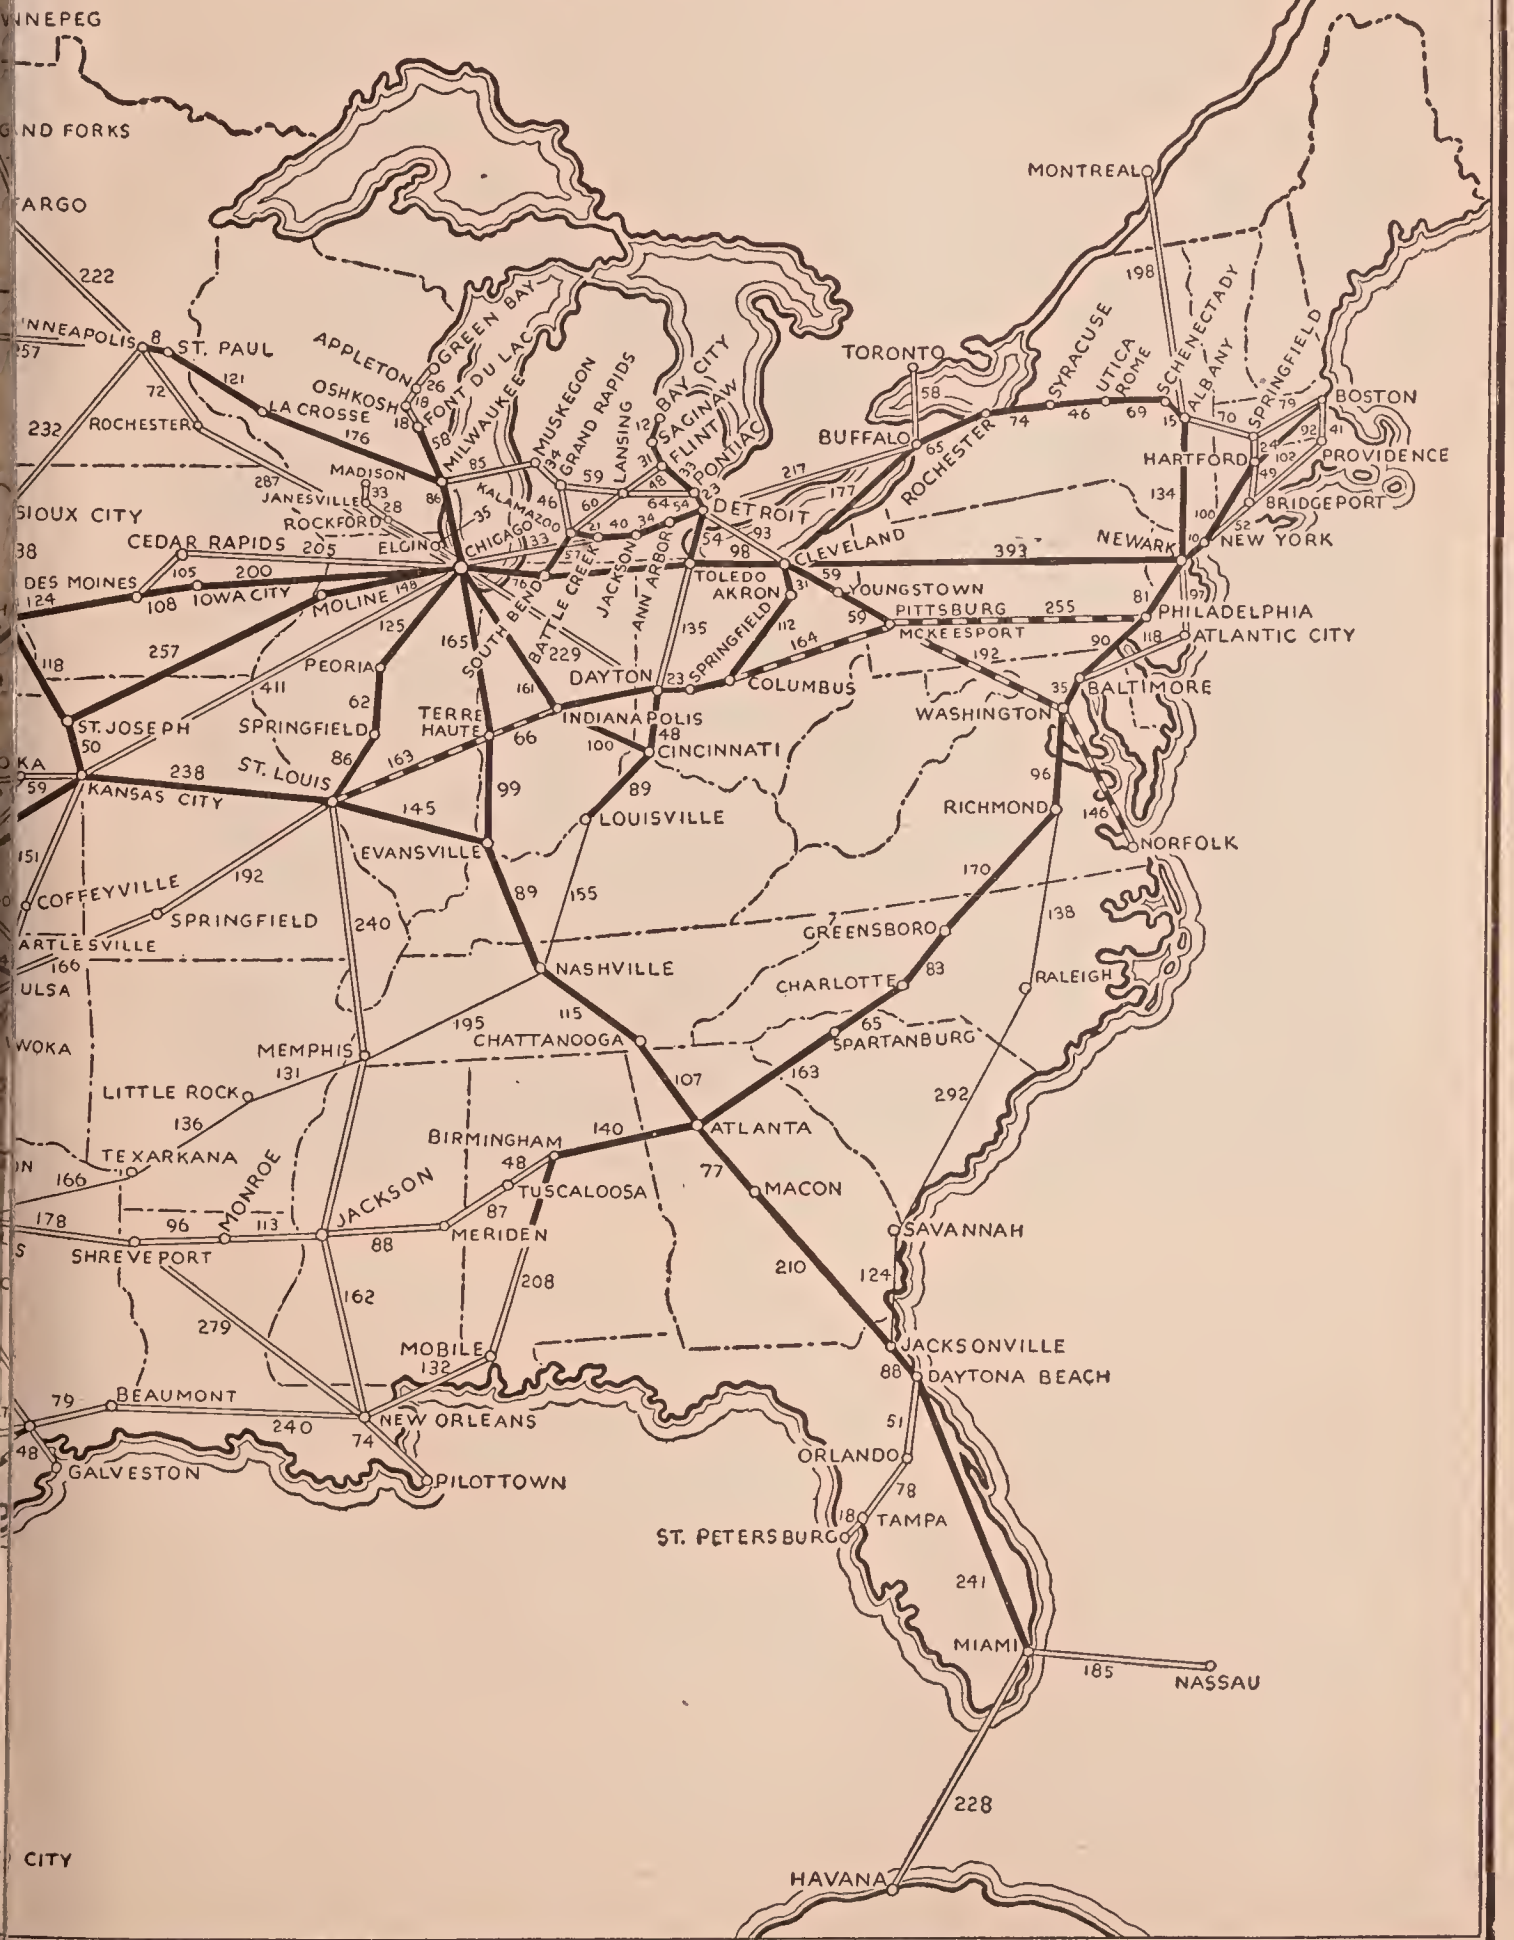 WNNEPEG
GND FORKS
FARGO
MONTREAL
222
198
NNEAPOLIS
8
ST. PAUL
257
72
121
APPLETON
GREEN BAY
OSHKOSH
FONT DU LAC
MILWAUKEE
26
18
18
58
MUSKEGON
GRAND RAPIDS
LANSING
BAY CITY
SAGINAW
FLINT
PONTIAC
12
31
33
TORONTO
58
SYRACUSE
UTICA
ROME
SCHENECTADY
ALBANY
SPRINGFIELD
BOSTON
LA CROSSE
232
ROCHESTER
176
85
34
59
48
23
BUFFALO
65
ROCHESTER
74
46
69
15
70
79
92
41
24
102
HARTFORD
PROVIDENCE
49
BRIDGEPORT
287
MADISON
33
JANESVILLE
28
ROCKFORD
86
35
KALAMAZOO
46
60
64
54
DETROIT
217
177
134
100
52
10
NEW YORK
NEWARK
SIOUX CITY
38
CEDAR RAPIDS
205
ELGIN
CHICAGO
133
57
21
40
34
54
93
98
CLEVELAND
393
DES MOINES
124
105
200
108
IOWA CITY
MOLINE
148
76
SOUTH BEND
BATTLE CREEK
JACKSON
ANN ARBOR
TOLEDO
AKRON
31
59
YOUNGSTOWN
59
PITTSBURG
MCKEESPORT
255
81
97
PHILADELPHIA
118
ATLANTIC CITY
118
257
125
165
229
135
SPRINGFIELD
112
164
192
90
PEORIA
411
62
161
DAYTON
23
COLUMBUS
35
BALTIMORE
WASHINGTON
ST. JOSEPH
50
SPRINGFIELD
TERRE
HAUTE
INDIANAPOLIS
66
48
100
CINCINNATI
OKA
59
238
KANSAS CITY
ST. LOUIS
86
163
99
89
96
145
LOUISVILLE
RICHMOND
146
NORFOLK
151
EVANSVILLE
COFFEYVILLE
192
89
155
170
SPRINGFIELD
240
138
ARTLESVILLE
166
GREENSBORO
ULSA
NASHVILLE
CHARLOTTE
83
RALEIGH
WOKA
195
115
65
MEMPHIS
CHATTANOOGA
SPARTANBURG
131
LITTLE ROCK
107
163
292
136
TEXARKANA
166
BIRMINGHAM
140
ATLANTA
48
77
TUSCALOOSA
MACON
MONROE
JACKSON
178
96
113
88
87
MERIDEN
SAVANNAH
SHREVEPORT
208
210
124
162
279
MOBILE
132
JACKSONVILLE
88
DAYTONA BEACH
79
BEAUMONT
240
NEW ORLEANS
51
48
74
ORLANDO
GALVESTON
PILOTTOWN
78
18
TAMPA
ST. PETERSBURG
241
MIAMI
185
NASSAU
228
CITY
HAVANA